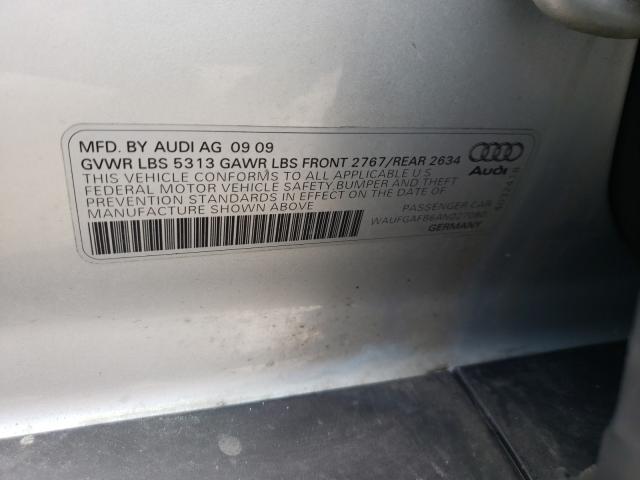 MFD. BY AUDI AG 09 09
GVWR LBS 5313 GAWR LBS FRONT 2767/REAR 2634
THIS VEHICLE CONFORMS TO ALL APPLICABLE U S
FEDERAL MOTOR VEHICLE SAFETY, BUMPER AND THEFT
PREVENTION STANDARDS IN EFFECT ON THE DATE OF
MANUFACTURE SHOWN ABOVE
PASSENGER CAR
WAUFGAFB6AN027080
GERMANY
Audi